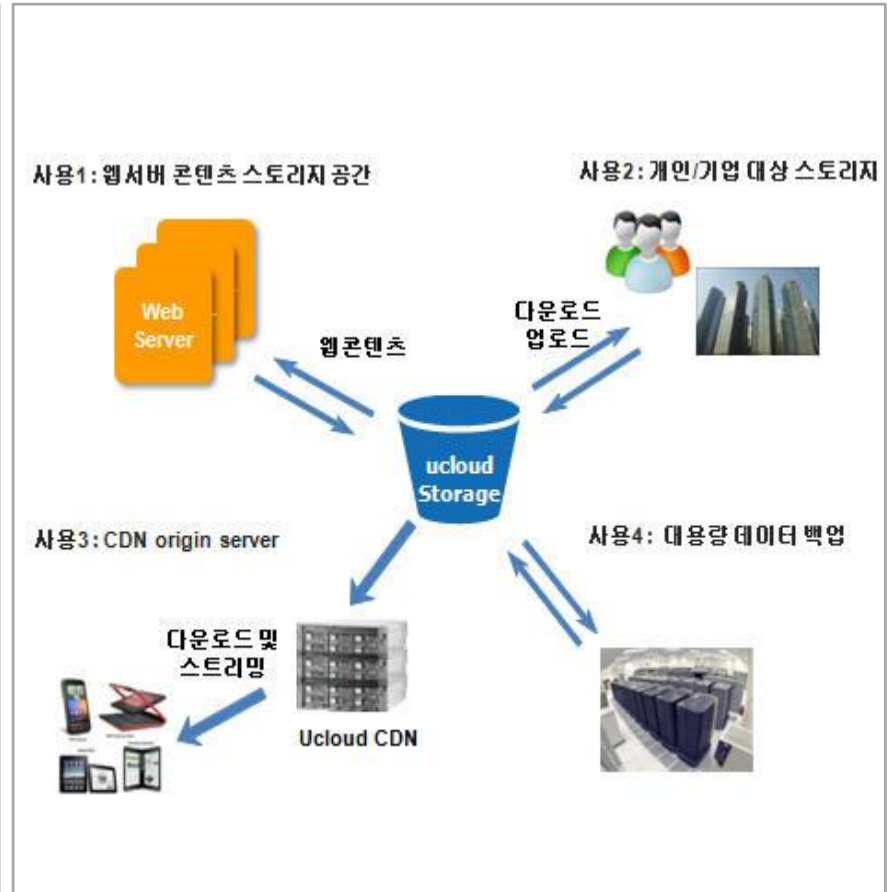 사용1: 웹서버 콘텐츠 스토리지 공간
사용2: 개인/기업 대상 스토리지
Web
Server
웹콘텐츠
다운로드
업로드
ucloud
Storage
사용3: CDN origin server
사용4: 대용량 데이터 백업
다운로드 및
스트리밍
Ucloud CDN